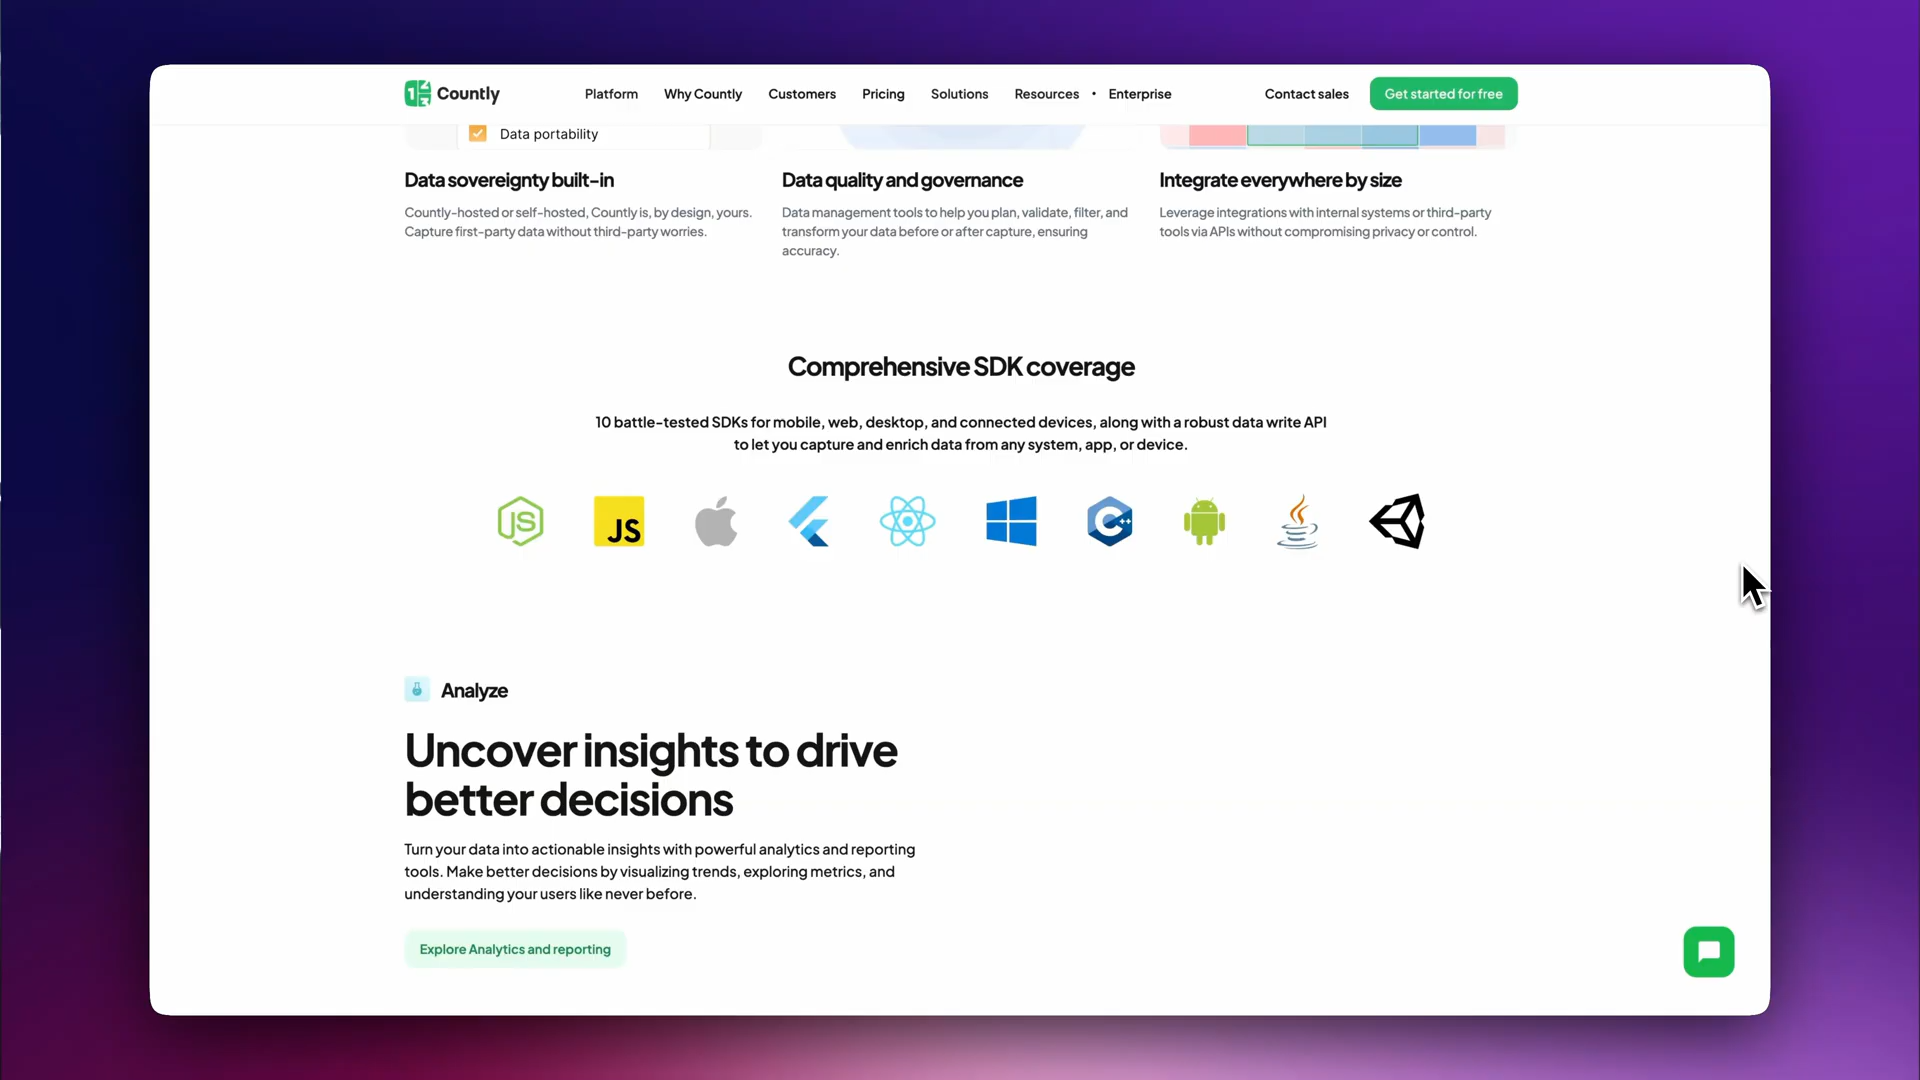 Countly
Platform
Why Countly
Customers
Pricing
Solutions
Resources
Enterprise
Contact sales
Get started for free
Data portability
Data sovereignty built-in
Countly-hosted or self-hosted, Countly is, by design, yours.
Capture first-party data without third-party worries.
Data quality and governance
Data management tools to help you plan, validate, filter, and
transform your data before or after capture, ensuring
accuracy.
Integrate everywhere by size
Leverage integrations with internal systems or third-party
tools via APIs without compromising privacy or control.
Comprehensive SDK coverage
10 battle-tested SDKs for mobile, web, desktop, and connected devices, along with a robust data write API
to let you capture and enrich data from any system, app, or device.
JS
JS
C++
Analyze
Uncover insights to drive
better decisions
Turn your data into actionable insights with powerful analytics and reporting
tools. Make better decisions by visualizing trends, exploring metrics, and
understanding your users like never before.
Explore Analytics and reporting